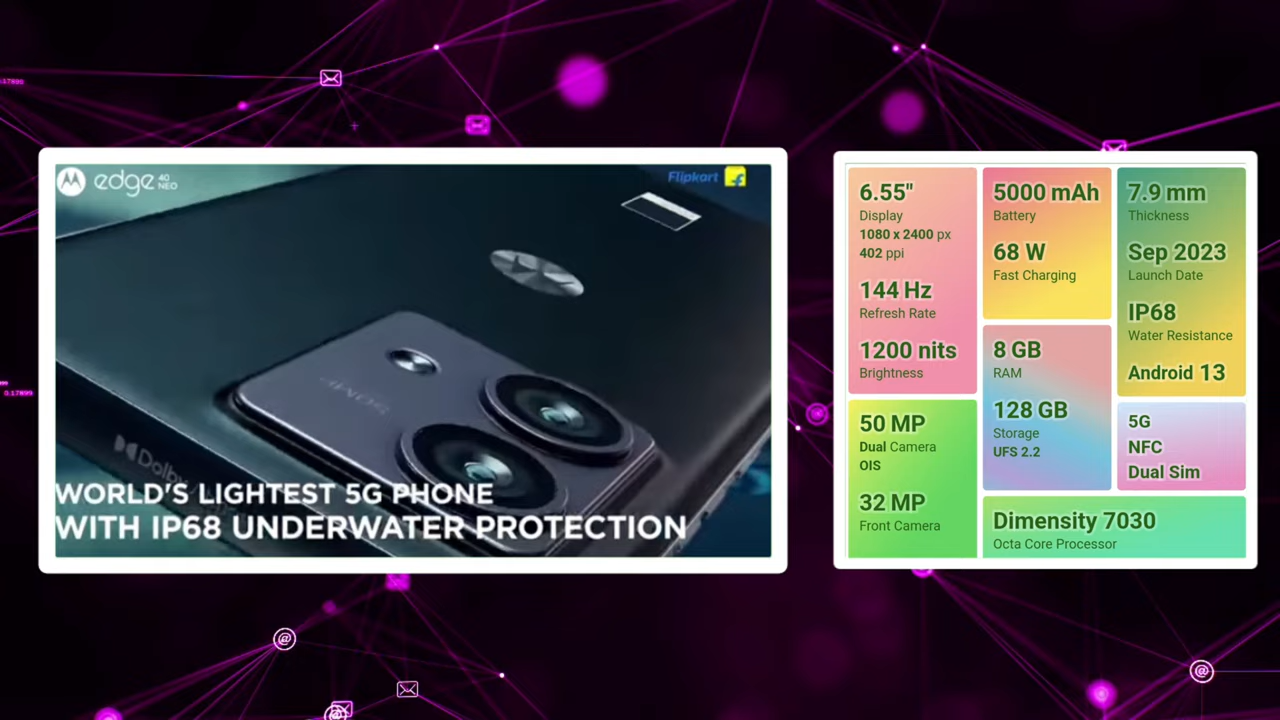 edge 40 NEO
Flipkart
Dolby
WORLD'S LIGHTEST 5G PHONE
WITH IP68 UNDERWATER PROTECTION
6.55"
Display
1080 x 2400 px
402 ppi
144 Hz
Refresh Rate
1200 nits
Brightness
50 MP
Dual Camera
OIS
32 MP
Front Camera
5000 mAh
Battery
68 W
Fast Charging
8 GB
RAM
128 GB
Storage
UFS 2.2
7.9 mm
Thickness
Sep 2023
Launch Date
IP68
Water Resistance
Android 13
5G
NFC
Dual Sim
Dimensity 7030
Octa Core Processor
0.17899